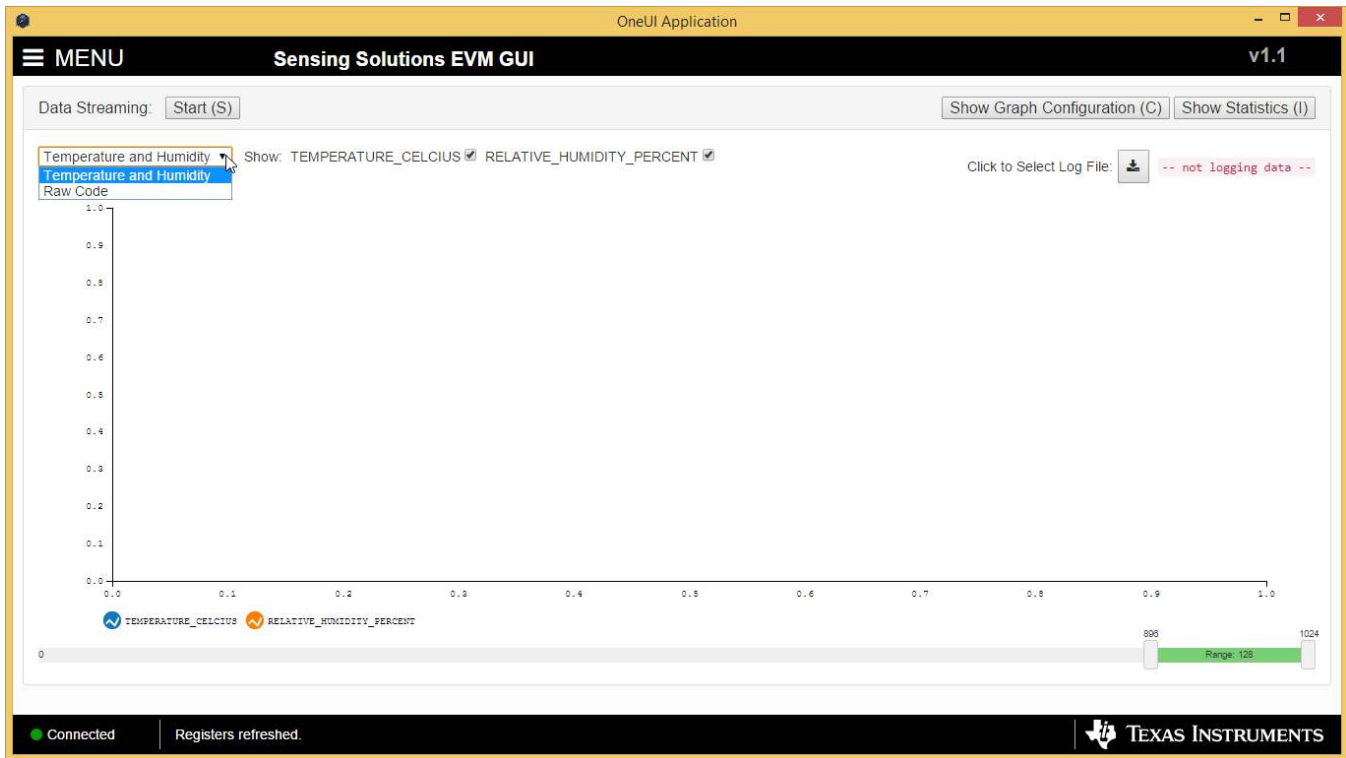 OneUI Application
MENU Sensing Solutions EVM GUI v1.1
Data Streaming: Start (S) Show Graph Configuration (C) Show Statistics (I)
Temperature and Humidity Show: TEMPERATURE_CELCIUS RELATIVE_HUMIDITY_PERCENT Click to Select Log File: -- not logging data --
Temperature and Humidity
Raw Code
1.0
0.9
0.8
0.7
0.6
0.5
0.4
0.3
0.2
0.1
0.0
0.0 0.1 0.2 0.3 0.4 0.5 0.6 0.7 0.8 0.9 1.0
TEMPERATURE_CELCIUS RELATIVE_HUMIDITY_PERCENT
896 1024
0 Range: 128
Connected Registers refreshed. TEXAS INSTRUMENTS